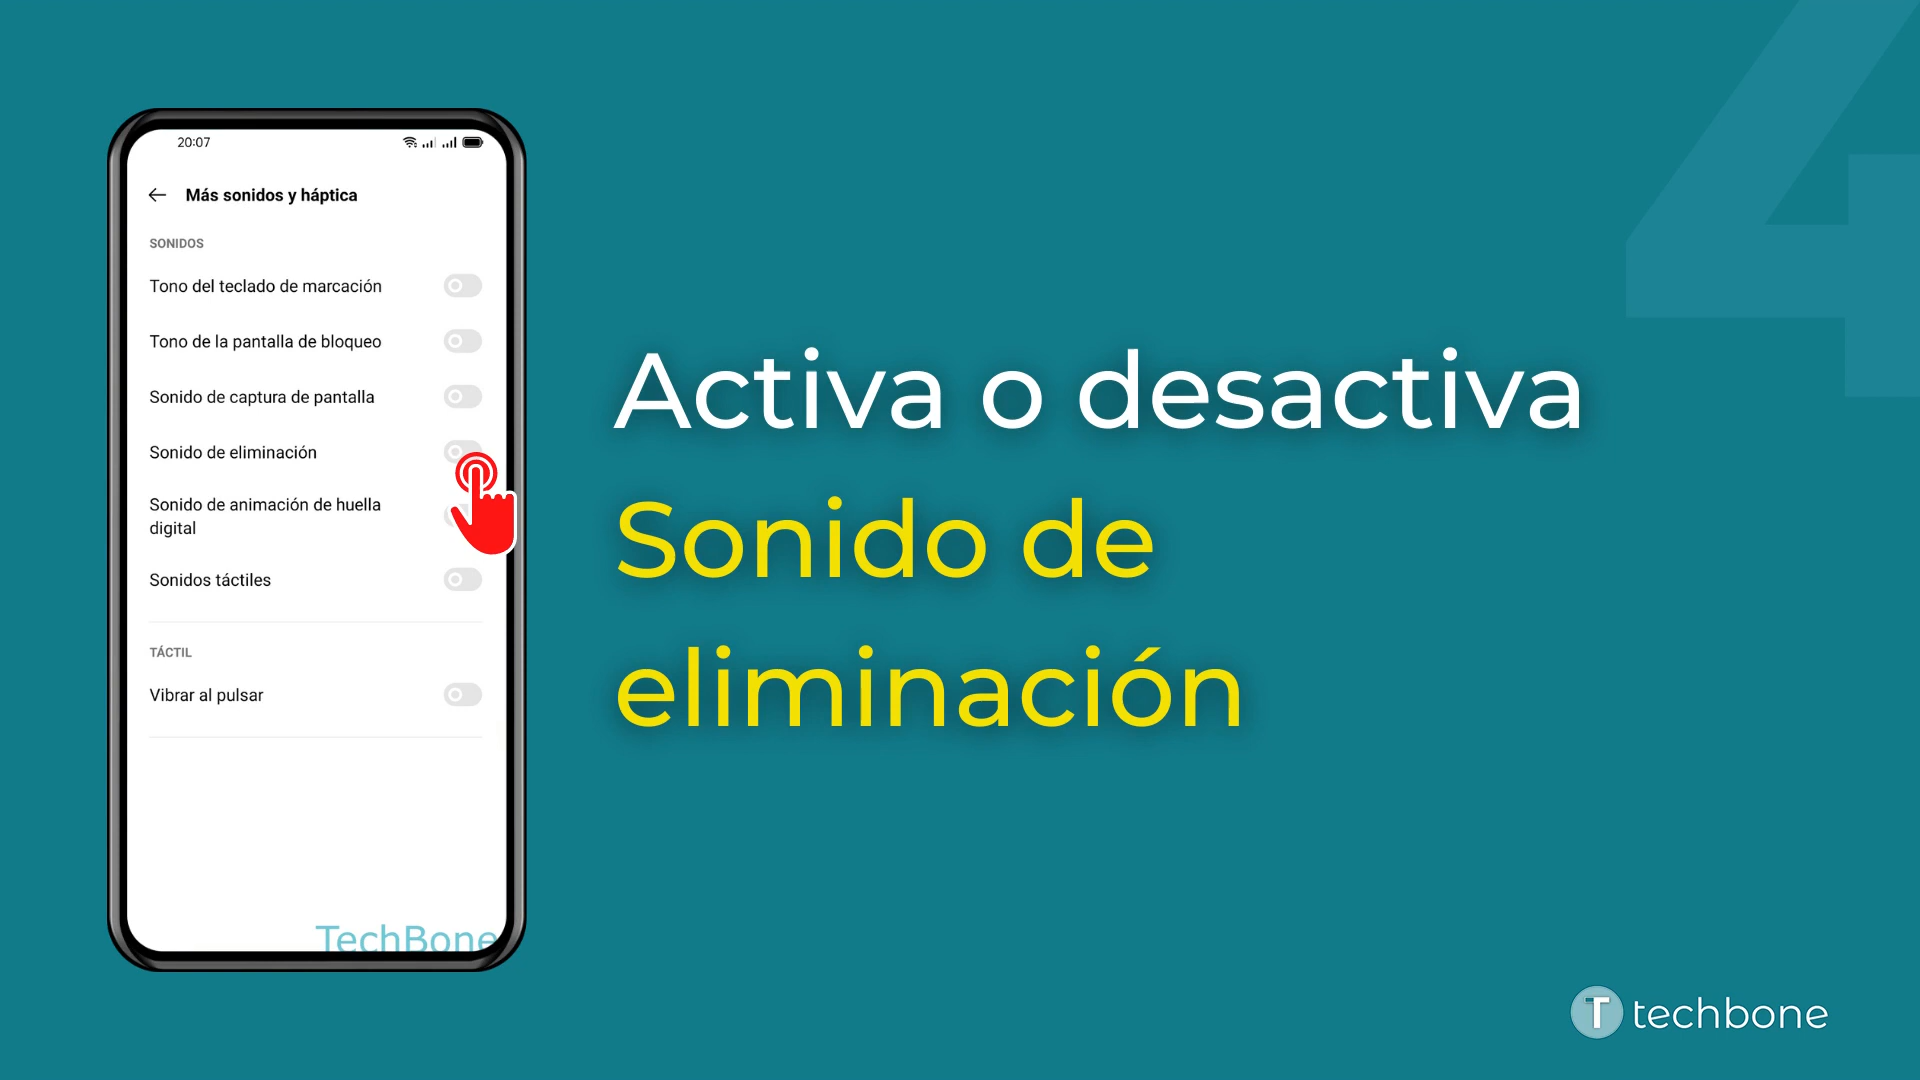 4
20:07
Más sonidos y háptica
SONIDOS
Tono del teclado de marcación
Tono de la pantalla de bloqueo
Sonido de captura de pantalla
Sonido de eliminación
Sonido de animación de huella
digital
Sonidos táctiles
TÁCTIL
Vibrar al pulsar
TechBone
Activa o desactiva
Sonido de
eliminación
T techbone